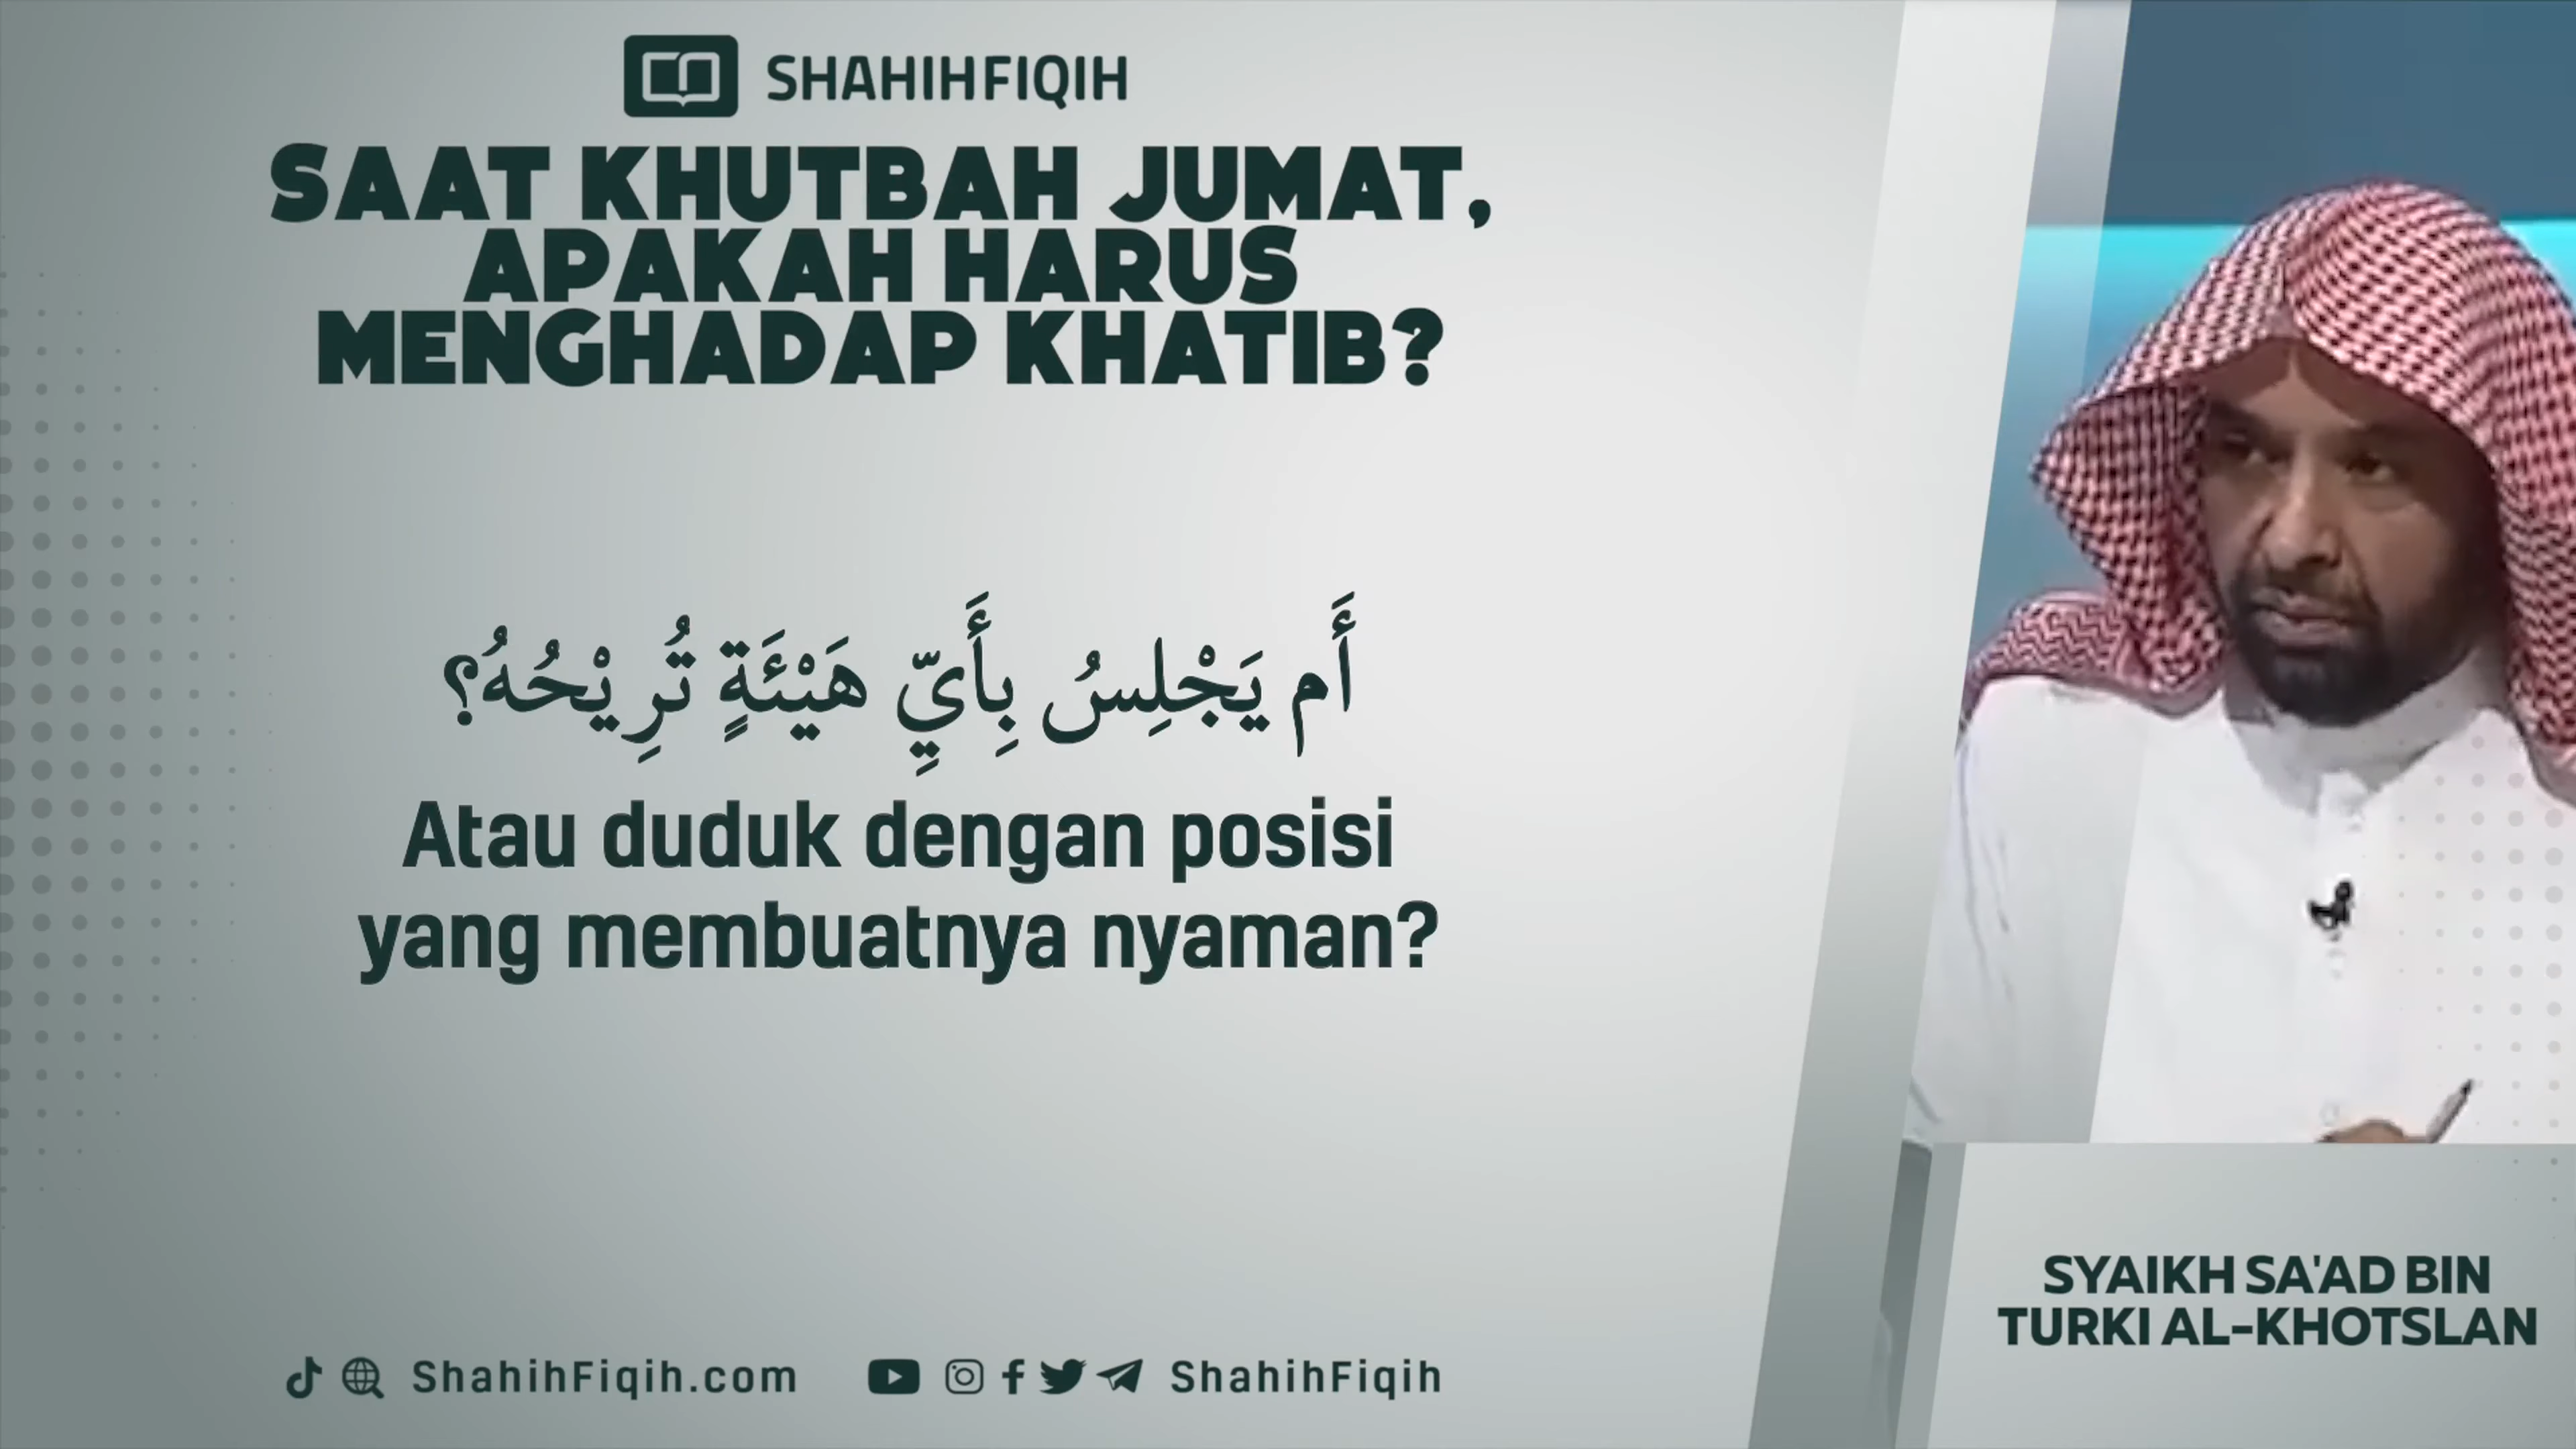 SHAHIHFIQIH
SAAT KHUTBAH JUMAT,
APAKAH HARUS
MENGHADAP KHATIB?
أَم يَجْلِسُ بِأَيِّ هَيْئَةٍ تُرِيْحُهُ؟
Atau duduk dengan posisi
yang membuatnya nyaman?
SYAIKH SA'AD BIN
TURKI AL-KHOTSLAN
ShahihFiqih.com
ShahihFiqih